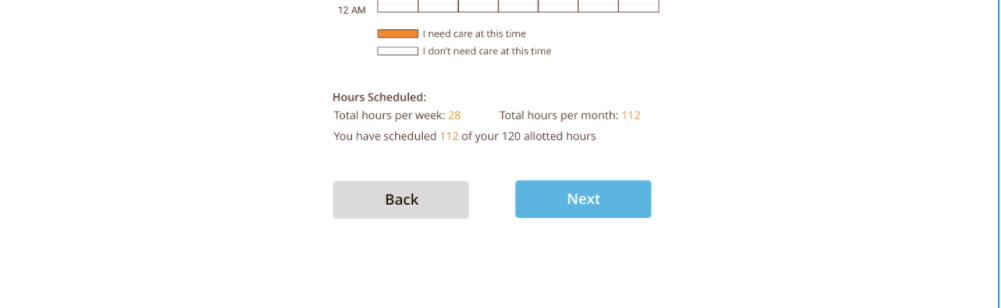 12 AM
I need care at this time
I don't need care at this time
Hours Scheduled:
Total hours per week: 28 Total hours per month: 112
You have scheduled 112 of your 120 allotted hours
Back Next